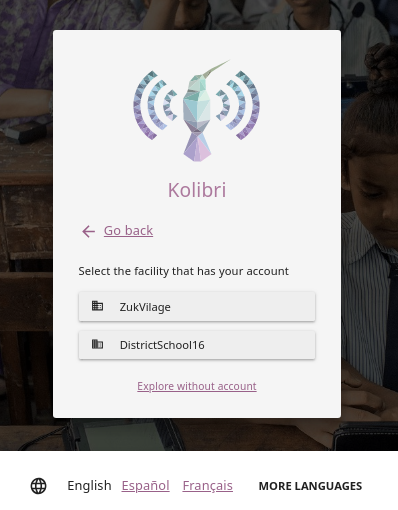 Kolibri
Go back
Select the facility that has your account
ZukVilage
DistrictSchool16
Explore without account
English Español Français MORE LANGUAGES